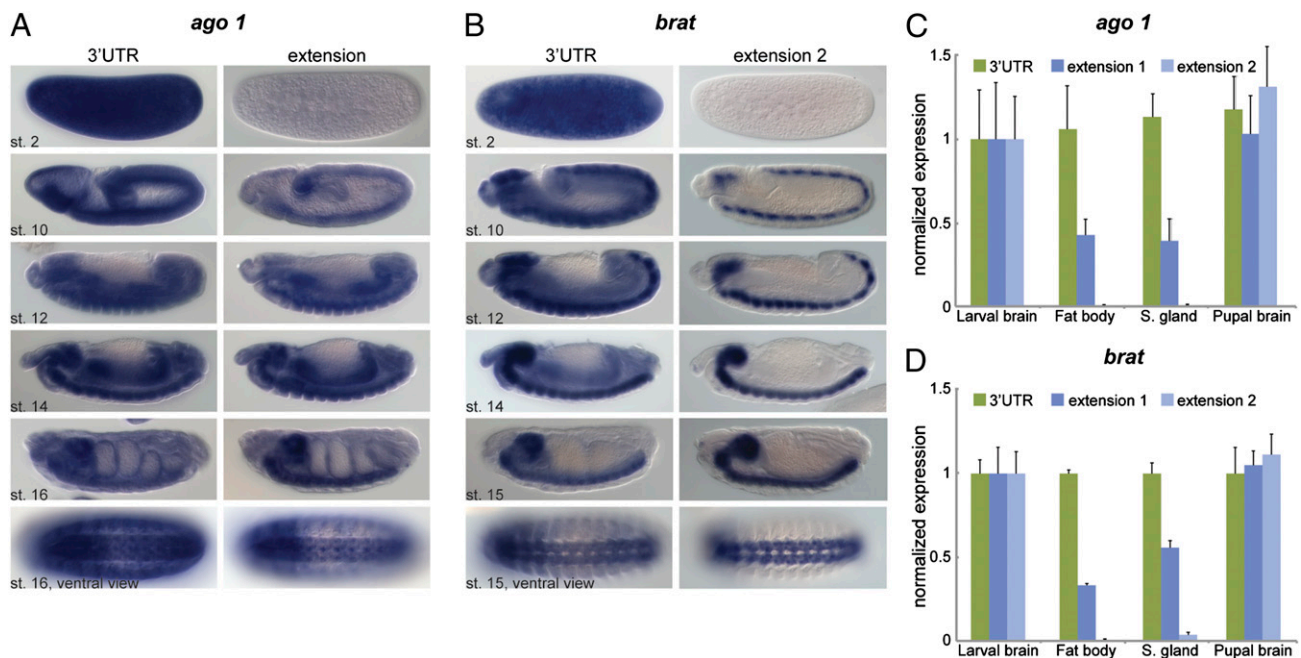 A
ago 1
3'UTR
extension
st. 2
st. 10
st. 12
st. 14
st. 16
st. 16, ventral view
B
brat
3'UTR
extension 2
st. 2
st. 10
st. 12
st. 14
st. 15
st. 15, ventral view
C
ago 1
normalized expression
1.5
1
0.5
0
3'UTR
extension 1
extension 2
Larval brain
Fat body
S. gland
Pupal brain
D
brat
normalized expression
1.5
1
0.5
0
3'UTR
extension 1
extension 2
Larval brain
Fat body
S. gland
Pupal brain